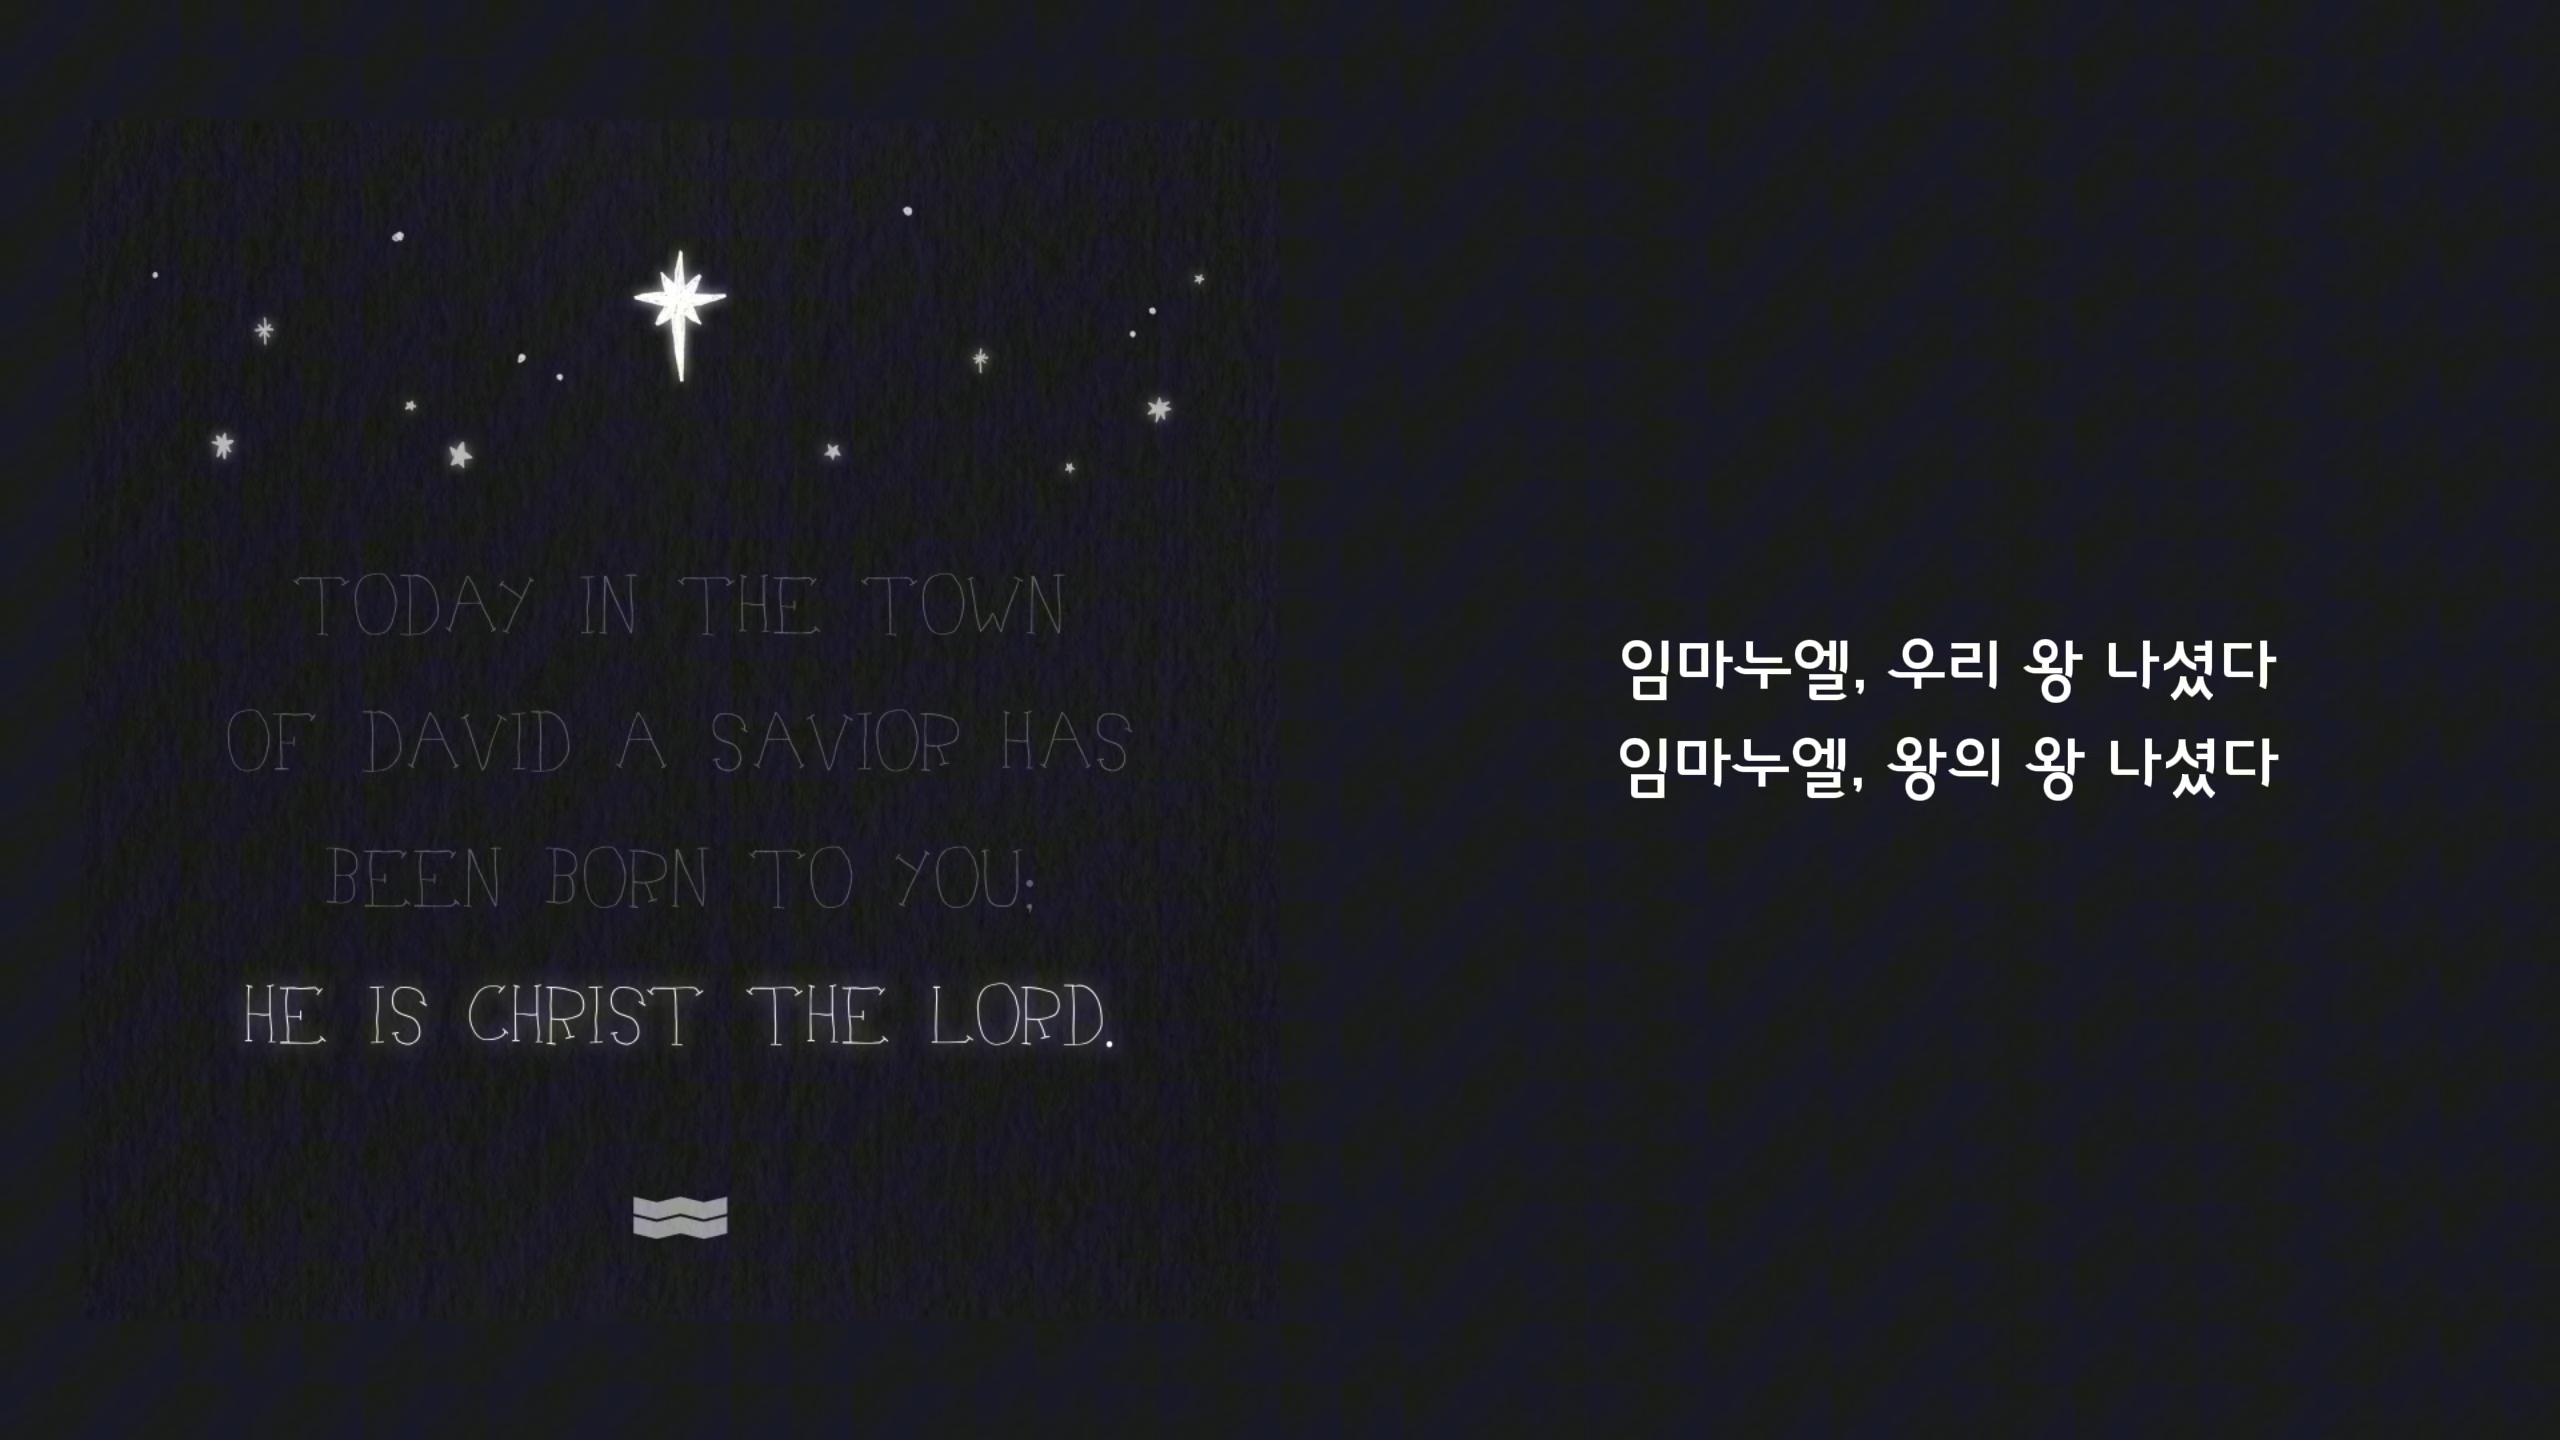 TODAY IN THE TOWN
OF DAVID A SAVIOR HAS
BEEN BORN TO YOU;
HE IS CHRIST THE LORD.
임마누엘, 우리 왕 나셨다
임마누엘, 왕의 왕 나셨다